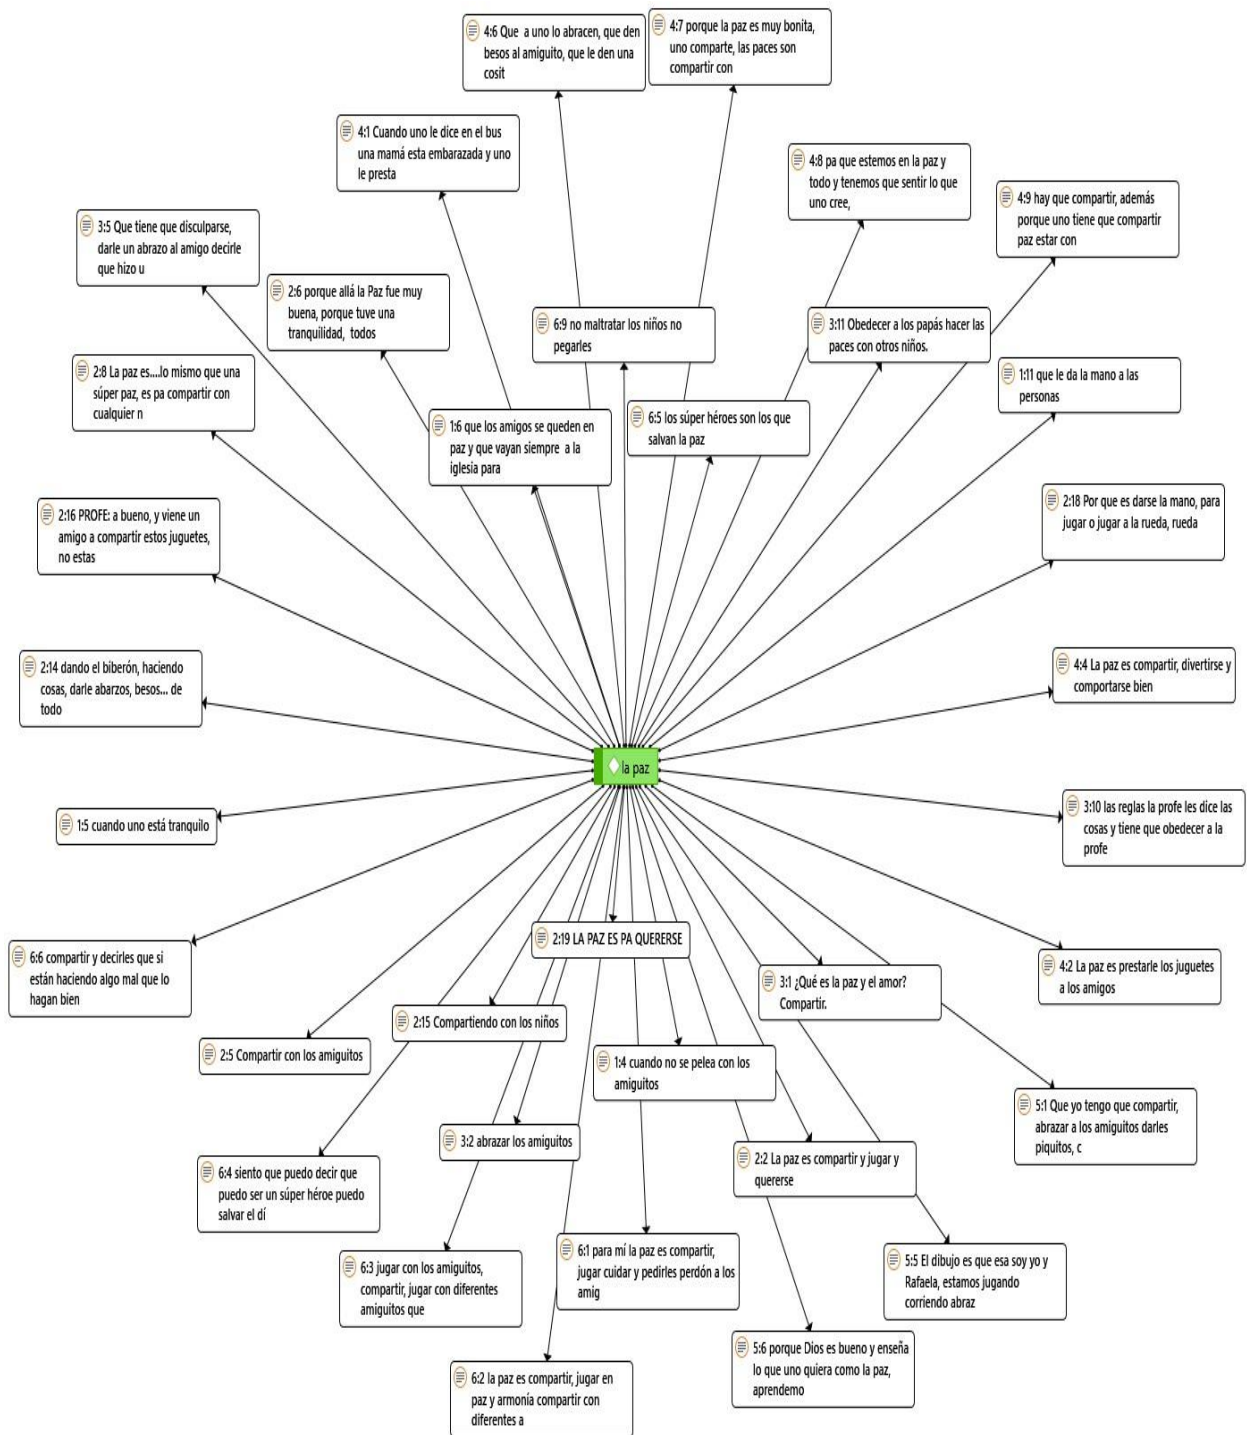 4:6 Que a uno lo abracen, que den
besos al amiguito, que le den una
cosit
4:7 porque la paz es muy bonita,
uno comparte, las paces son
compartir con
4:1 Cuando uno le dice en el bus
una mamá esta embarazada y uno
le presta
4:8 pa que estemos en la paz y
todo y tenemos que sentir lo que
uno cree,
4:9 hay que compartir, además
porque uno tiene que compartir
paz estar con
3:5 Que tiene que disculparse,
darle un abrazo al amigo decirle
que hizo u
2:6 porque allá la Paz fue muy
buena, porque tuve una
tranquilidad, todos
6:9 no maltratar los niños no
pegarles
3:11 Obedecer a los papás hacer las
paces con otros niños.
2:8 La paz es....lo mismo que una
súper paz, es pa compartir con
cualquier n
1:11 que le da la mano a las
personas
1:6 que los amigos se queden en
paz y que vayan siempre a la
iglesia para
6:5 los súper héroes son los que
salvan la paz
2:16 PROFE: a bueno, y viene un
amigo a compartir estos juguetes,
no estas
2:18 Por que es darse la mano, para
jugar o jugar a la rueda, rueda
2:14 dando el biberón, haciendo
cosas, darle abarzos, besos... de
todo
4:4 La paz es compartir, divertirse y
comportarse bien
la paz
1:5 cuando uno está tranquilo
3:10 las reglas la profe les dice las
cosas y tiene que obedecer a la
profe
2:19 LA PAZ ES PA QUERERSE
6:6 compartir y decirles que si
están haciendo algo mal que lo
hagan bien
3:1 ¿Qué es la paz y el amor?
Compartir.
4:2 La paz es prestarle los juguetes
a los amigos
2:15 Compartiendo con los niños
2:5 Compartir con los amiguitos
1:4 cuando no se pelea con los
amiguitos
5:1 Que yo tengo que compartir,
abrazar a los amiguitos darles
piquitos, c
3:2 abrazar los amiguitos
2:2 La paz es compartir y jugar y
quererse
6:4 siento que puedo decir que
puedo ser un súper héroe puedo
salvar el dí
6:3 jugar con los amiguitos,
compartir, jugar con diferentes
amiguitos que
6:1 para mí la paz es compartir,
jugar cuidar y pedirles perdón a los
amig
5:5 El dibujo es que esa soy yo y
Rafaela, estamos jugando
corriendo abraz
5:6 porque Dios es bueno y enseña
lo que uno quiera como la paz,
aprendemo
6:2 la paz es compartir, jugar en
paz y armonía compartir con
diferentes a